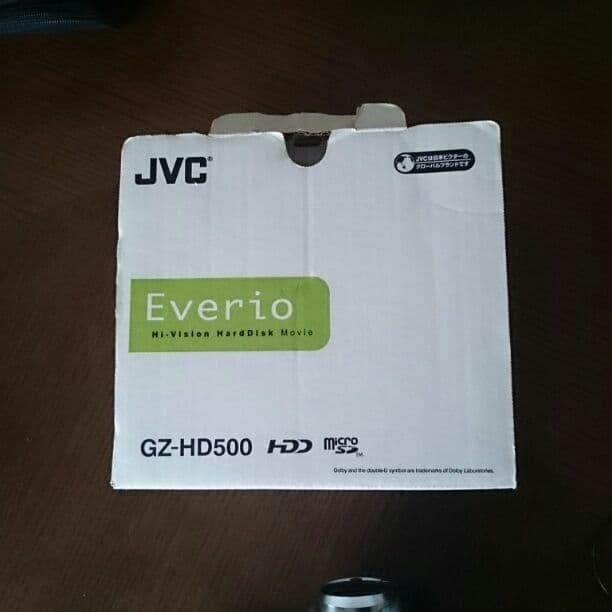 JVC®
JVCは日本ビクターの
グローバルブランドです
Everio
Hi-Vision HardDisk Movie
GZ-HD500 HDD micro SD TM
Dolby and the double-D symbol are trademarks of Dolby Laboratories.